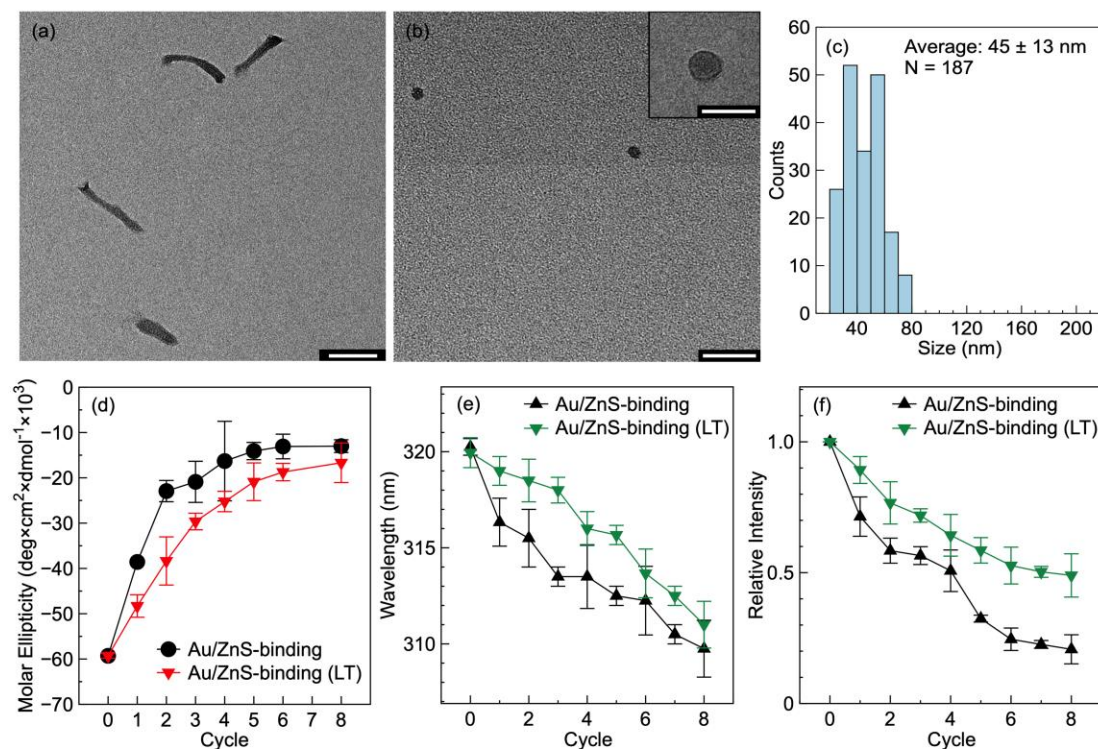 (a)
(b)
(c)
Average: 45 ± 13 nm
N = 187
60
50
40
30
20
10
0
Counts
40
80
120
160
200
Size (nm)
(d)
0
−10
−20
−30
−40
−50
−60
−70
Molar Ellipticity (deg×cm²×dmol⁻¹×10³)
Au/ZnS-binding
Au/ZnS-binding (LT)
0 1 2 3 4 5 6 7 8
Cycle
(e)
Au/ZnS-binding
Au/ZnS-binding (LT)
320
315
310
Wavelength (nm)
0 2 4 6 8
Cycle
(f)
Au/ZnS-binding
Au/ZnS-binding (LT)
1.0
0.5
0
Relative Intensity
0 2 4 6 8
Cycle